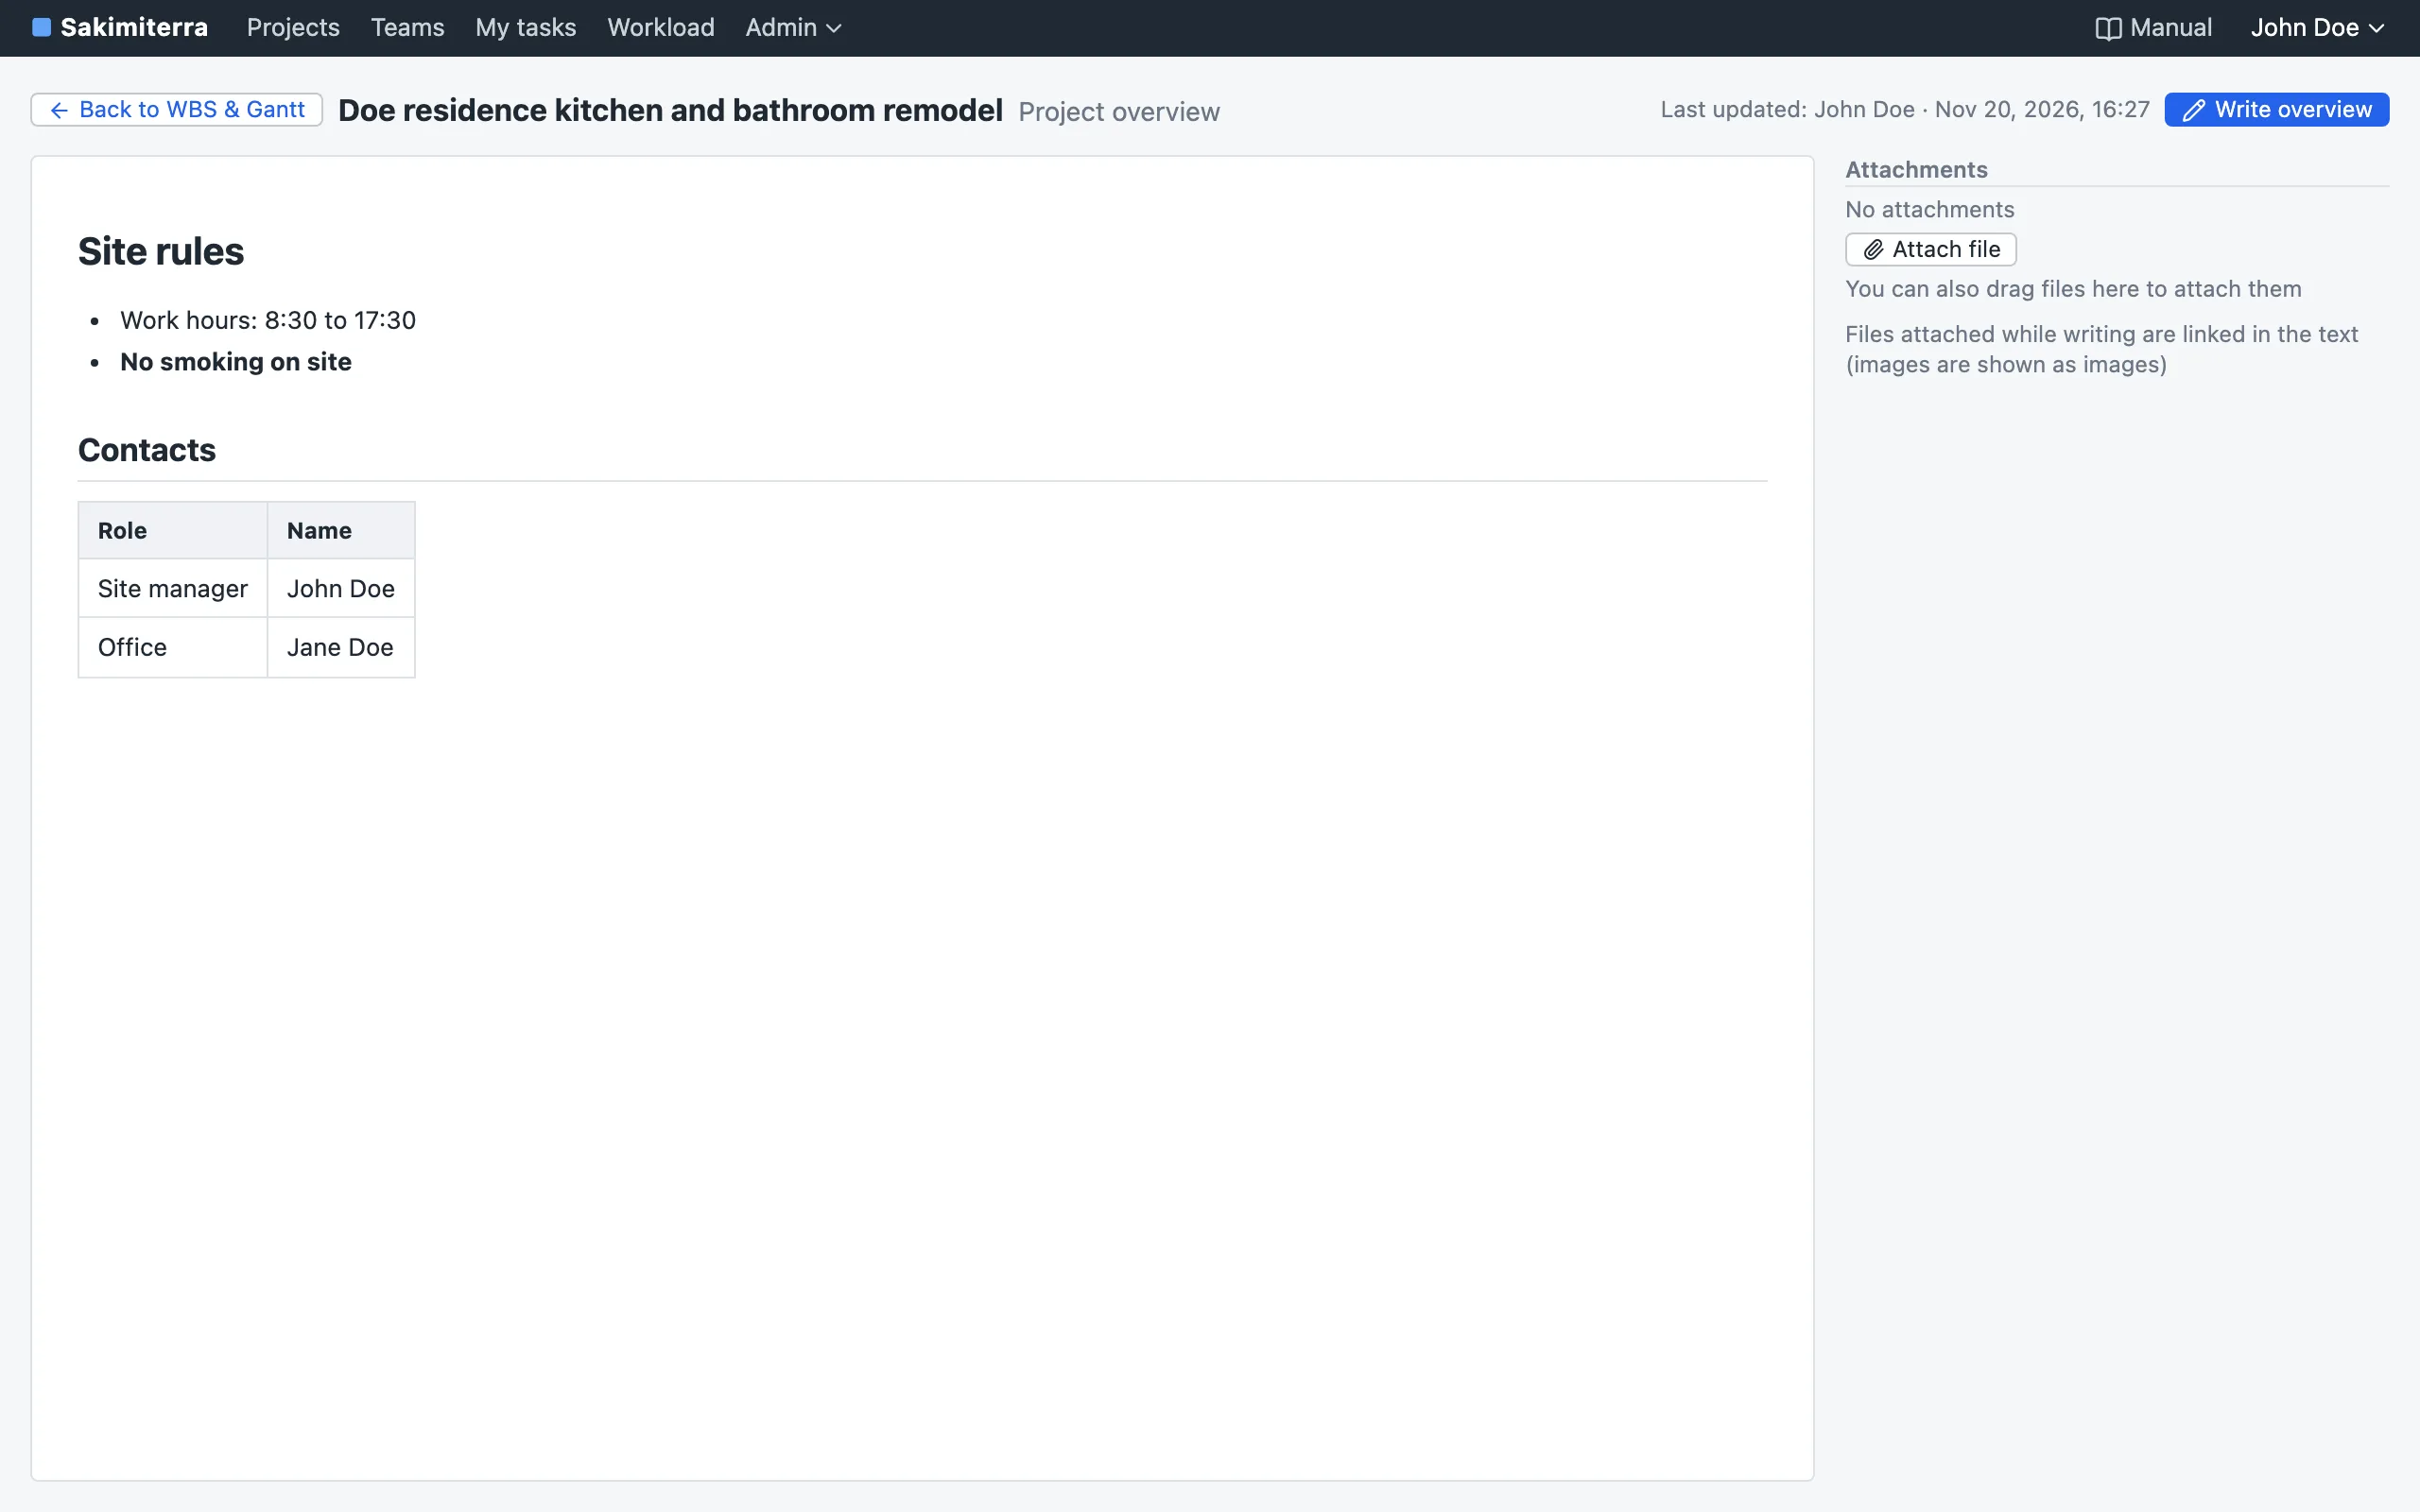 Sakimiterra Projects Teams My tasks Workload Admin Manual John Doe
Back to WBS & Gantt Doe residence kitchen and bathroom remodel Project overview Last updated: John Doe · Nov 20, 2026, 16:27 Write overview
Site rules
• Work hours: 8:30 to 17:30
• No smoking on site
Contacts
Role Name
Site manager John Doe
Office Jane Doe
Attachments
No attachments
Attach file
You can also drag files here to attach them
Files attached while writing are linked in the text
(images are shown as images)